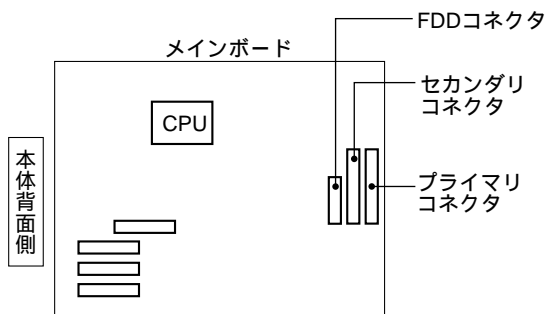 FDDコネクタ
メインボード
セカンダリ
コネクタ
CPU
本体背面側
プライマリ
コネクタ